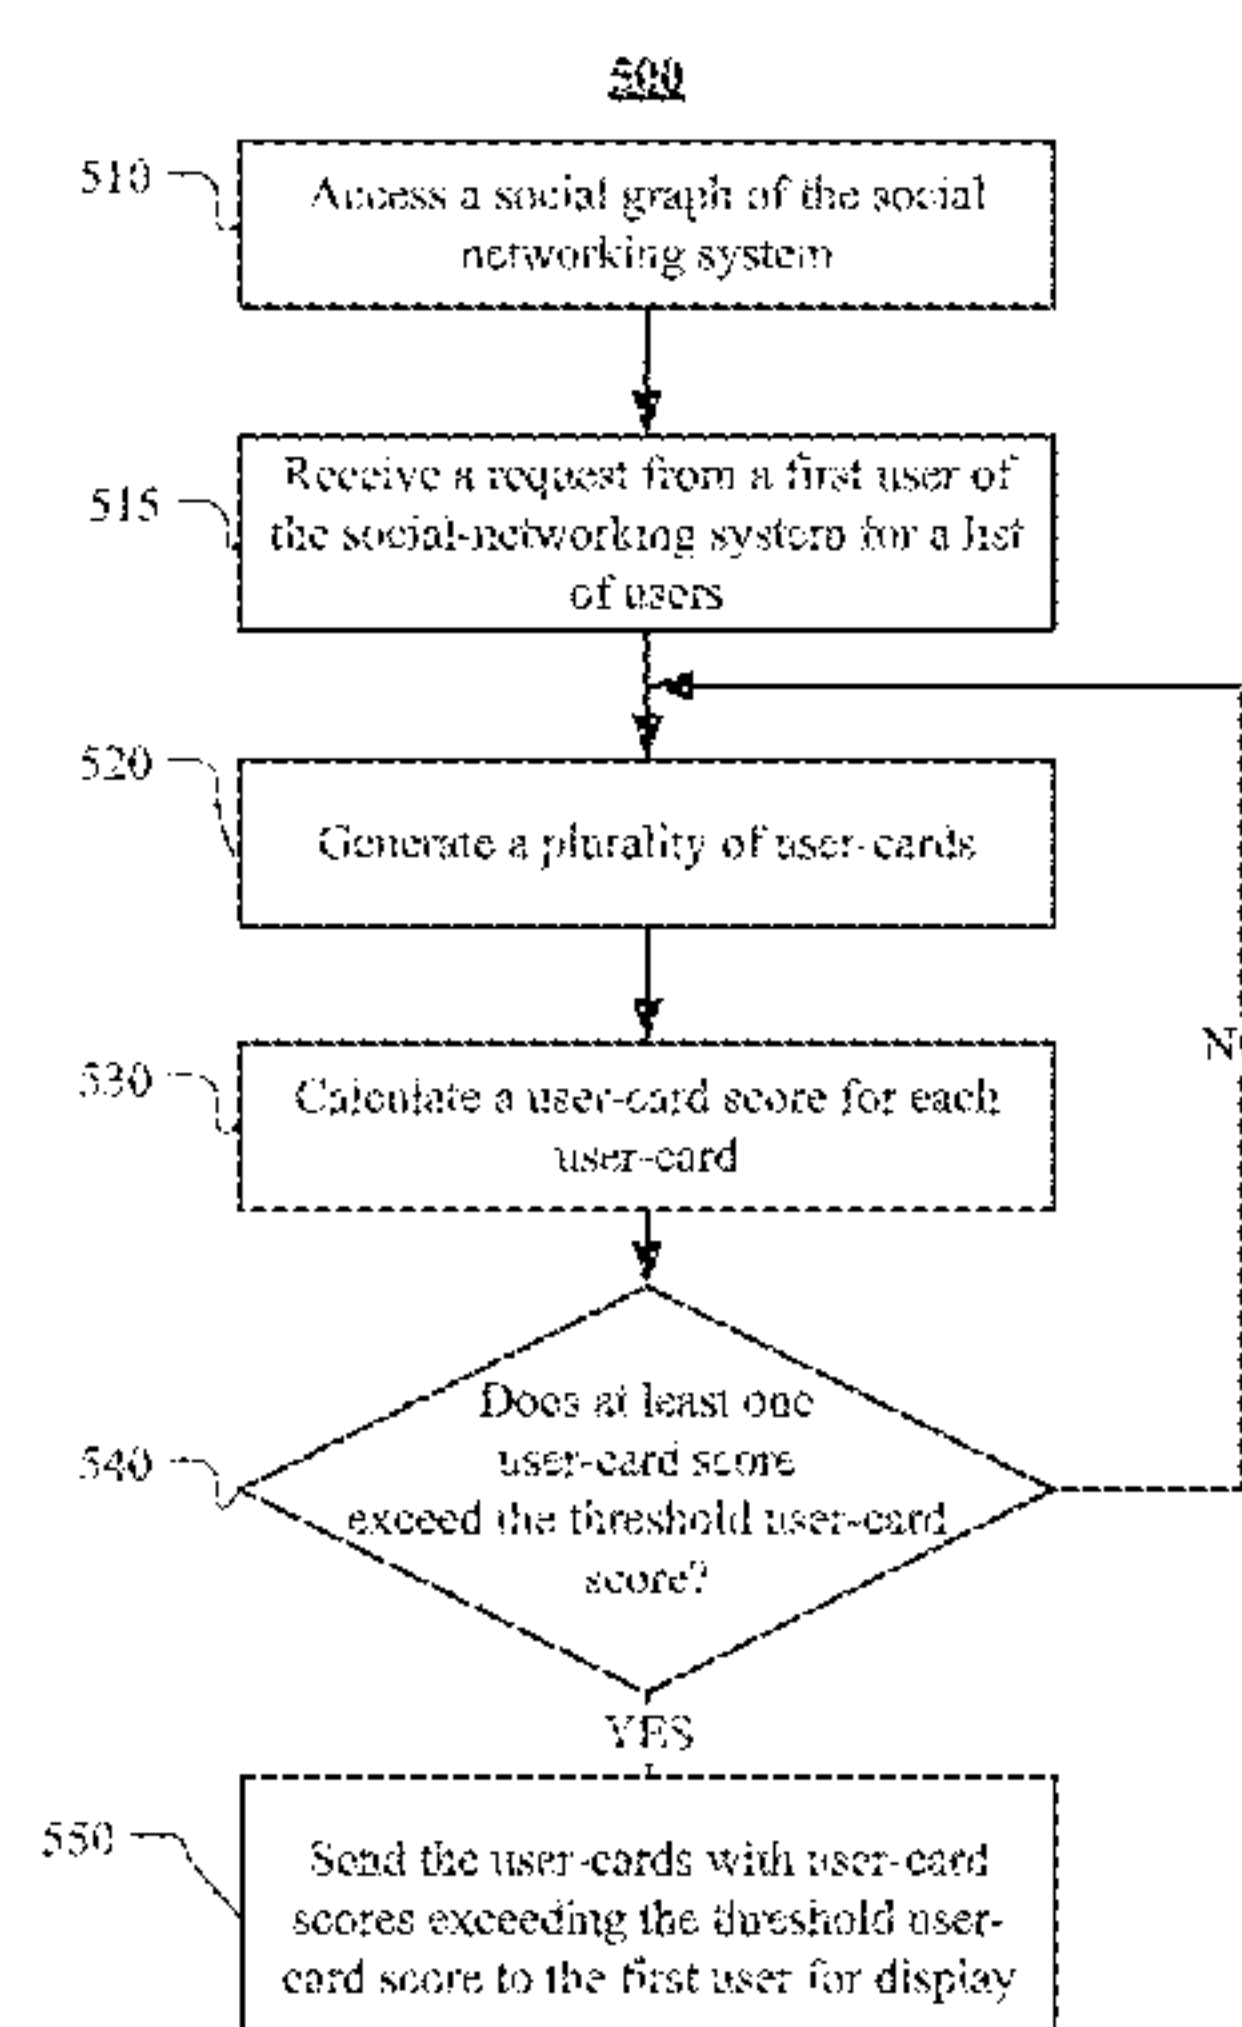 500
510
Access a social graph of the social
networking system
515
Receive a request from a first user of
the social-networking system for a list
of users
520
Generate a plurality of user-cards
530
Calculate a user-card score for each
user-card
540
Does at least one
user-card score
exceed the threshold user-card
score?
YES
550
Send the user-cards with user-card
scores exceeding the threshold user-
card score to the first user for display